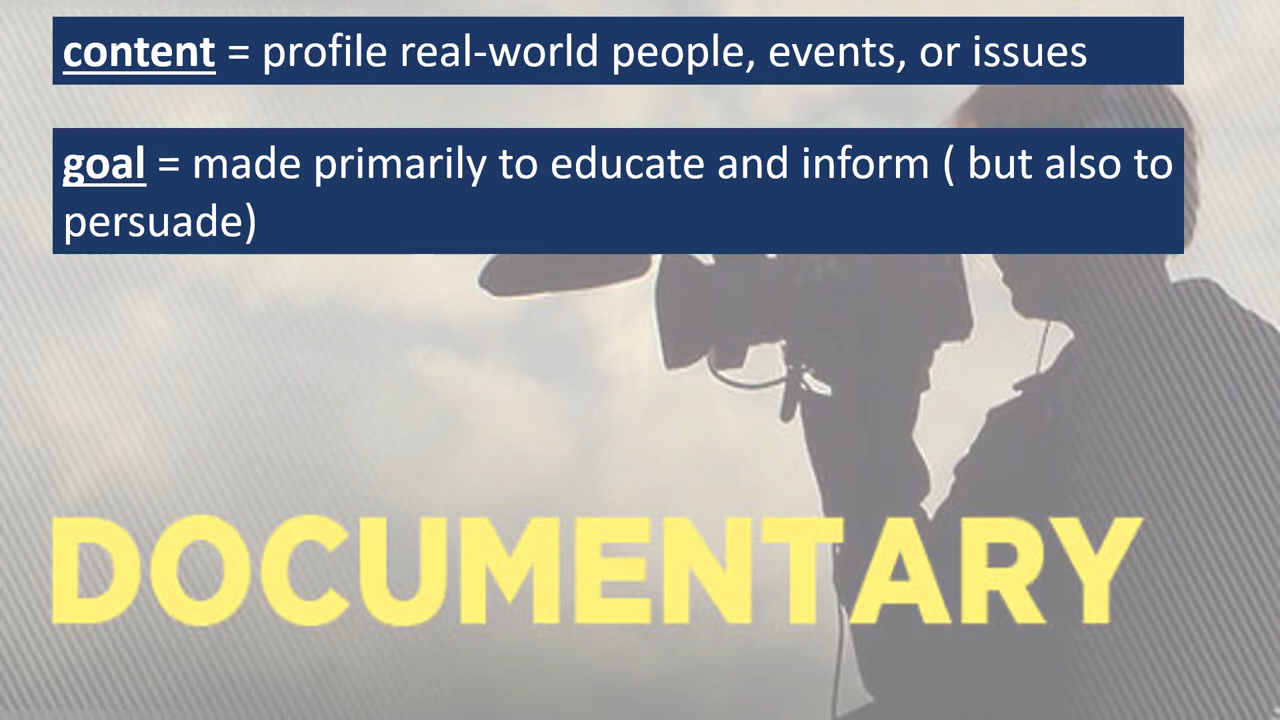 content = profile real-world people, events, or issues
goal = made primarily to educate and inform ( but also to
persuade)
DOCUMENTARY